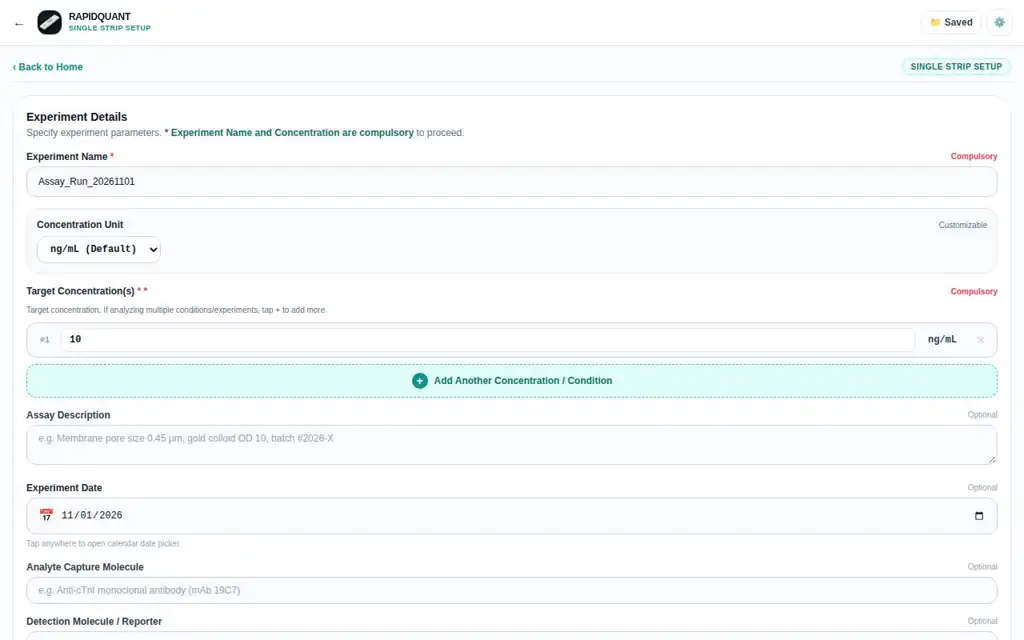 ←
RAPIDQUANT
SINGLE STRIP SETUP
Saved
‹ Back to Home
SINGLE STRIP SETUP
Experiment Details
Specify experiment parameters. * Experiment Name and Concentration are compulsory to proceed.
Experiment Name *
Compulsory
Assay_Run_20261101
Concentration Unit
Customizable
ng/mL (Default)
Target Concentration(s) * *
Compulsory
Target concentration. If analyzing multiple conditions/experiments, tap + to add more.
#1
10
ng/mL
×
+ Add Another Concentration / Condition
Assay Description
Optional
e.g. Membrane pore size 0.45 µm, gold colloid OD 10, batch #2026-X
Experiment Date
Optional
11/01/2026
Tap anywhere to open calendar date picker.
Analyte Capture Molecule
Optional
e.g. Anti-cTnI monoclonal antibody (mAb 19C7)
Detection Molecule / Reporter
Optional